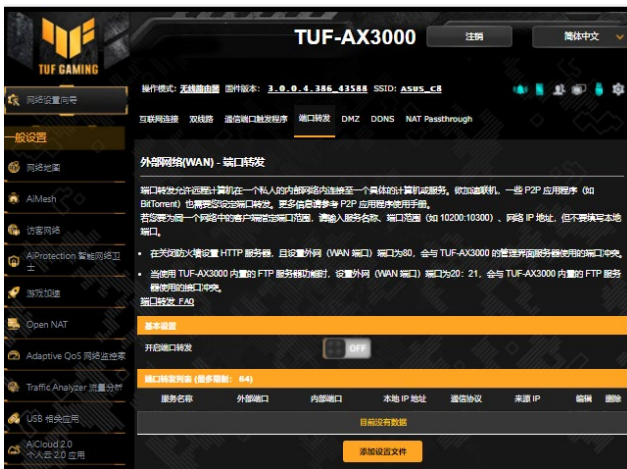 TUF-AX3000
注销
简体中文
TUF GAMING
操作模式: 无线路由器 固件版本: 3.0.0.4.386_43588 SSID: ASUS_C8
网络设置向导
互联网连接 双线路 通信端口触发程序 端口转发 DMZ DDONS NAT Passthrough
一般设置
网络地图
AiMesh
访客网络
AiProtection 智能网络卫士
游戏加速
Open NAT
Adaptive QoS 网络监控家
Traffic Analyzer 流量分析
USB 相关应用
AiCloud 2.0
个人云 2.0 应用
外部网络(WAN) - 端口转发
端口转发允许远程计算机在一个私人的内部网络内连接至一个具体的计算机或服务。做加速联机，一些 P2P 应用程序（如
BitTorrent）也需要您设定端口转发。更多信息请参考 P2P 应用程序使用手册。
若您要为同一个网络中的客户端指定端口范围，请输入服务名称、端口范围（如 10200:10300）、网络 IP 地址，但不要填写本地
端口。
• 在关闭防火墙设置 HTTP 服务器，且设置外网（WAN 端口）端口为80，会与 TUF-AX3000 的管理界面服务器使用的端口冲突。
• 当使用 TUF-AX3000 内置的 FTP 服务器功能时，设置外网（WAN 端口）端口为20：21，会与 TUF-AX3000 内置的 FTP 服务
器使用的接口冲突。
端口转发 FAQ
基本设置
开启端口转发
OFF
端口转发列表 (最多限制： 64)
服务名称 外部端口 内部端口 本地 IP 地址 通信协议 来源 IP 编辑 删除
目前没有数据
添加设置文件